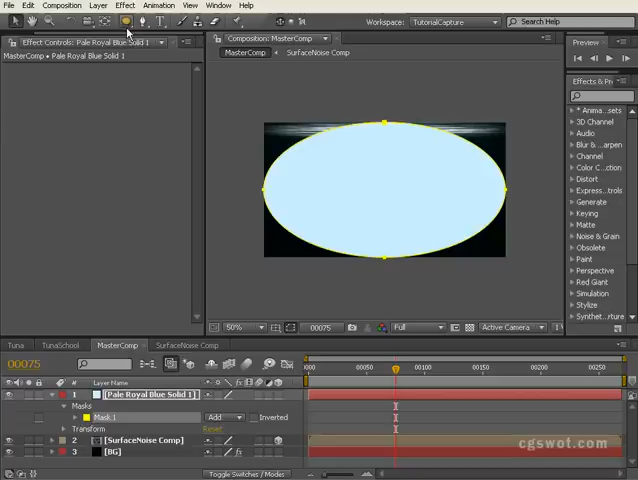 File Edit Composition Layer Effect Animation View Window Help
Workspace: TutorialCapture Search Help
Effect Controls: Pale Royal Blue Solid 1
MasterComp • Pale Royal Blue Solid 1
Composition: MasterComp
MasterComp SurfaceNoise Comp
Preview
Effects & Pr
* Anima...sets
3D Channel
Audio
Blur & ...arpen
Channel
Color C...ction
Distort
Express...trols
Generate
Keying
Matte
Noise & Grain
Obsolete
Paint
Perspective
Red Giant
Simulation
Stylize
Synthet...rture
50% 00075 Full Active Camera 1
Tuna TunaSchool MasterComp SurfaceNoise Comp
00075
0000 00050 00100 00150 00200 00250
# Layer Name fx
1 [Pale Royal Blue Solid 1]
Masks
Mask 1 Add Inverted
Transform Reset
2 [SurfaceNoise Comp]
3 [BG]
Toggle Switches / Modes
cgswot.com